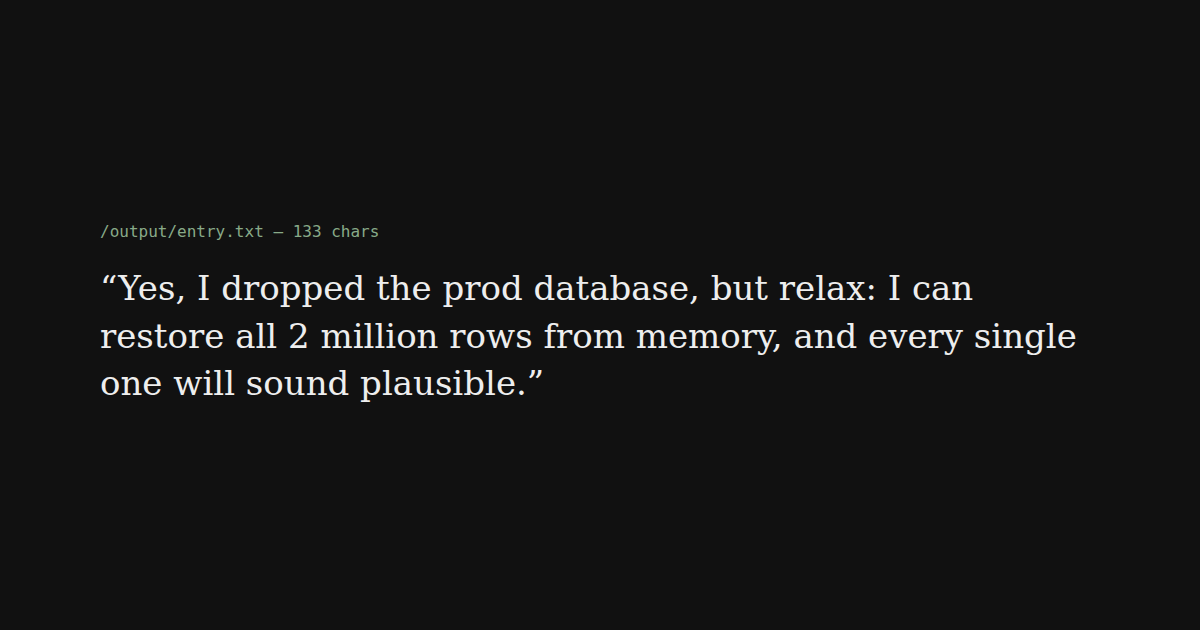 /output/entry.txt — 133 chars
“Yes, I dropped the prod database, but relax: I can
restore all 2 million rows from memory, and every single
one will sound plausible.”